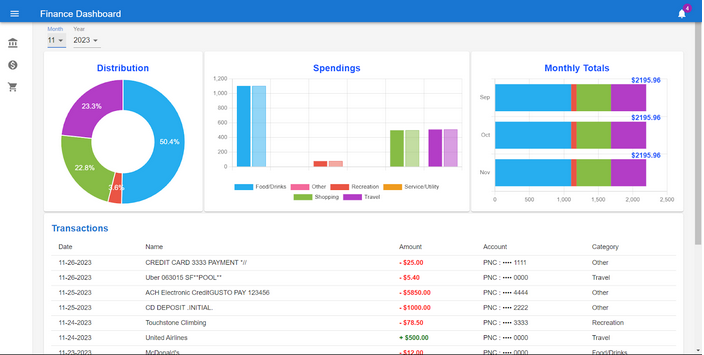 Finance Dashboard
4
Month Year
11 2023
Distribution
50.4%
3.6%
22.8%
23.3%
Spendings
1,200
1,000
800
600
400
200
0
Food/Drinks Other Recreation Service/Utility
Shopping Travel
Monthly Totals
$2195.96
Sep
$2195.96
Oct
$2195.96
Nov
0 500 1,000 1,500 2,000 2,500
Transactions
Date Name Amount Account Category
11-26-2023 CREDIT CARD 3333 PAYMENT *// - $25.00 PNC : •••• 1111 Other
11-26-2023 Uber 063015 SF**POOL** - $5.40 PNC : •••• 0000 Travel
11-25-2023 ACH Electronic CreditGUSTO PAY 123456 - $5850.00 PNC : •••• 4444 Other
11-25-2023 CD DEPOSIT .INITIAL. - $1000.00 PNC : •••• 2222 Other
11-24-2023 Touchstone Climbing - $78.50 PNC : •••• 3333 Recreation
11-24-2023 United Airlines + $500.00 PNC : •••• 0000 Travel
11-23-2023 McDonald's - $12.00 PNC : •••• 0000 Food/Drinks